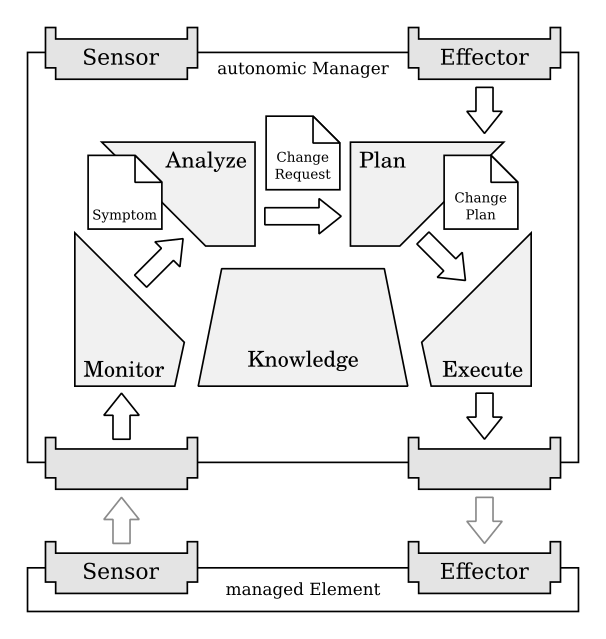 Sensor
Effector
autonomic Manager
Analyze
Change
Request
Plan
Symptom
Change
Plan
Monitor
Knowledge
Execute
Sensor
Effector
managed Element